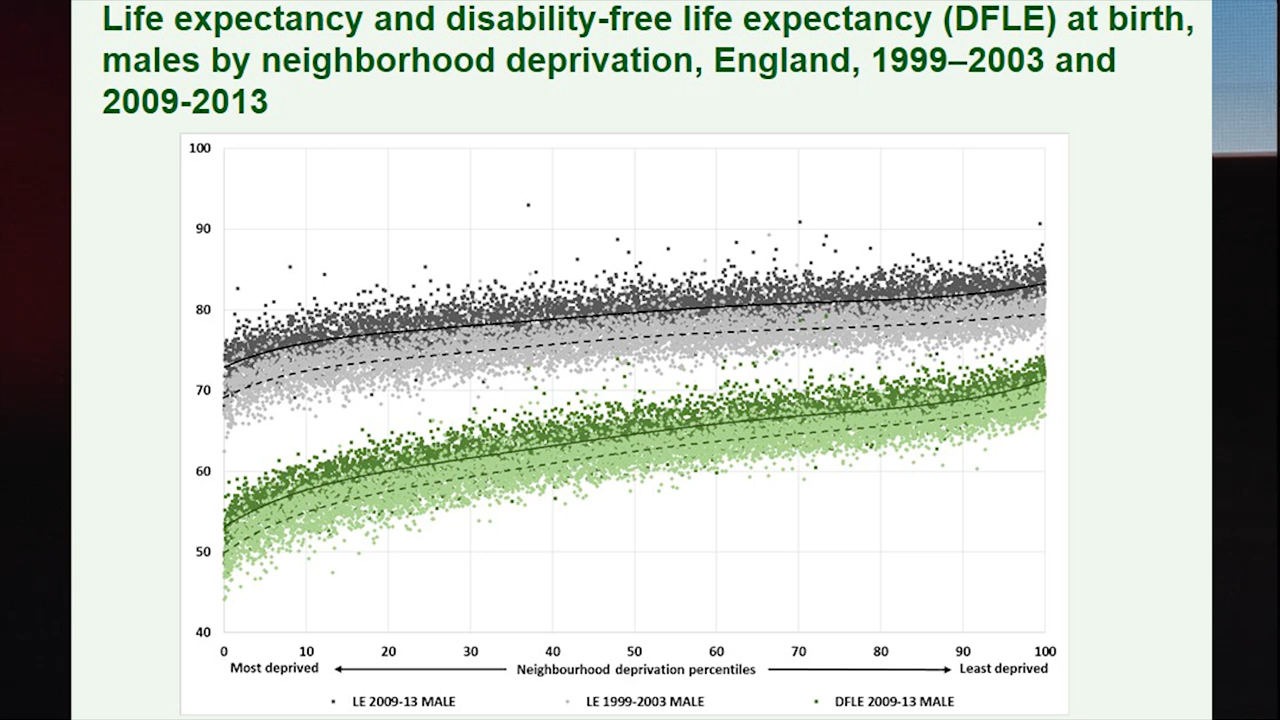 Life expectancy and disability-free life expectancy (DFLE) at birth,
males by neighborhood deprivation, England, 1999–2003 and
2009-2013
100
90
80
70
60
50
40
0 10 20 30 40 50 60 70 80 90 100
Most deprived Neighbourhood deprivation percentiles Least deprived
LE 2009-13 MALE LE 1999-2003 MALE DFLE 2009-13 MALE